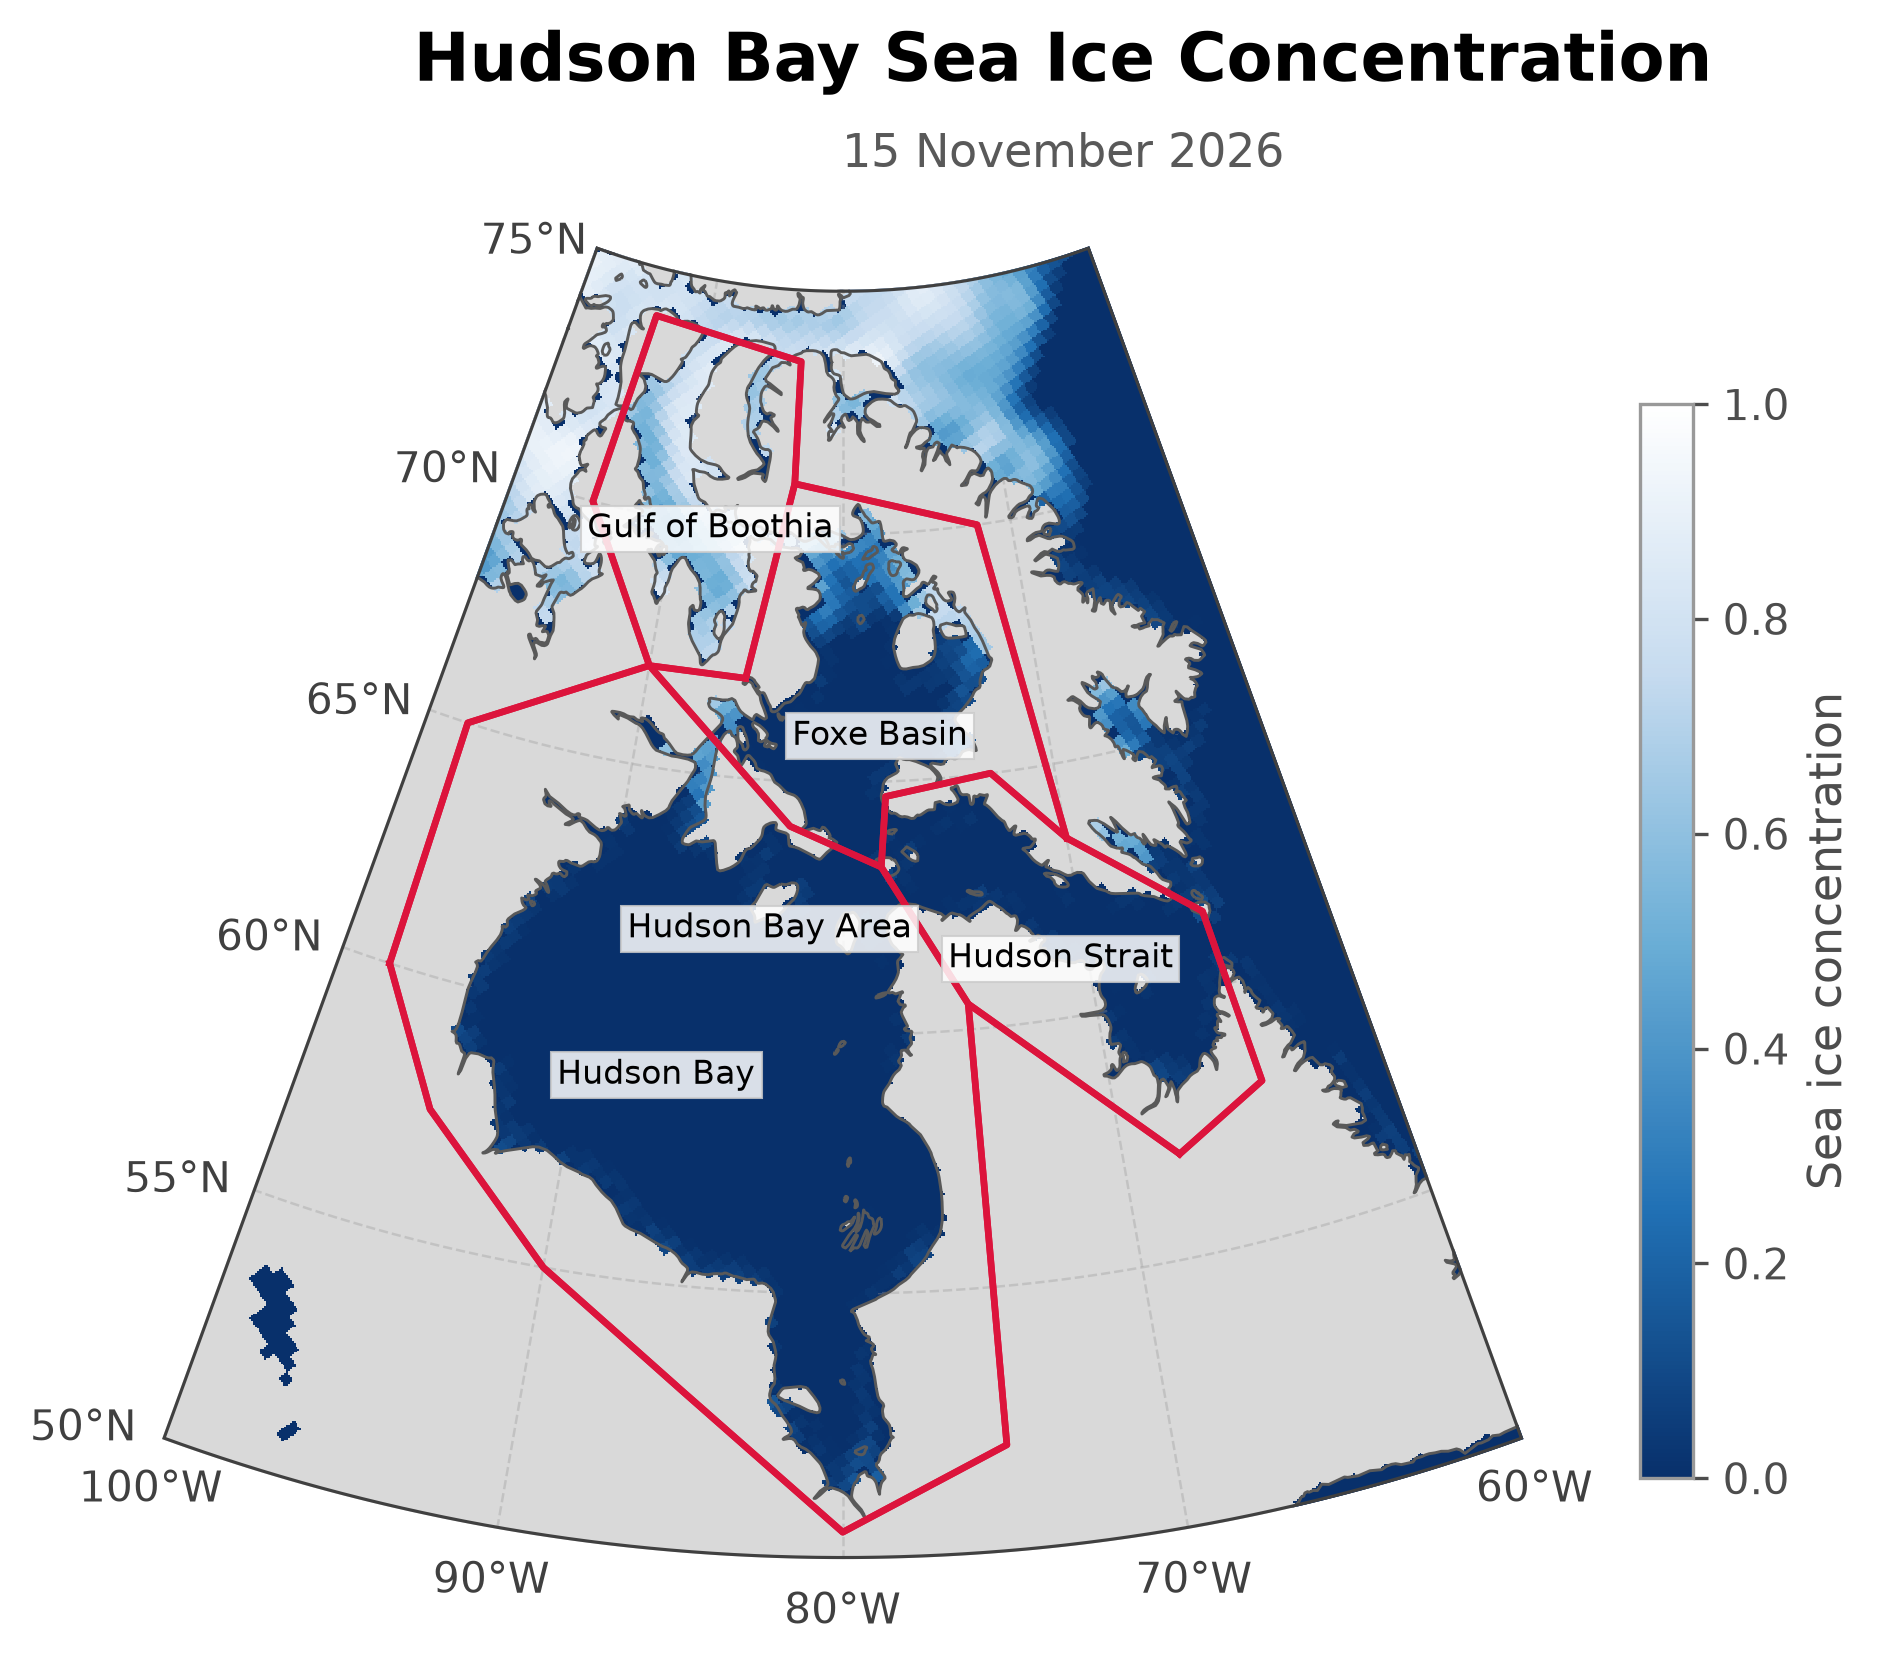 Hudson Bay Sea Ice Concentration
15 November 2026
75°N
70°N
65°N
60°N
55°N
50°N
100°W
90°W
80°W
70°W
60°W
Gulf of Boothia
Foxe Basin
Hudson Bay Area
Hudson Strait
Hudson Bay
1.0
0.8
0.6
0.4
0.2
0.0
Sea ice concentration